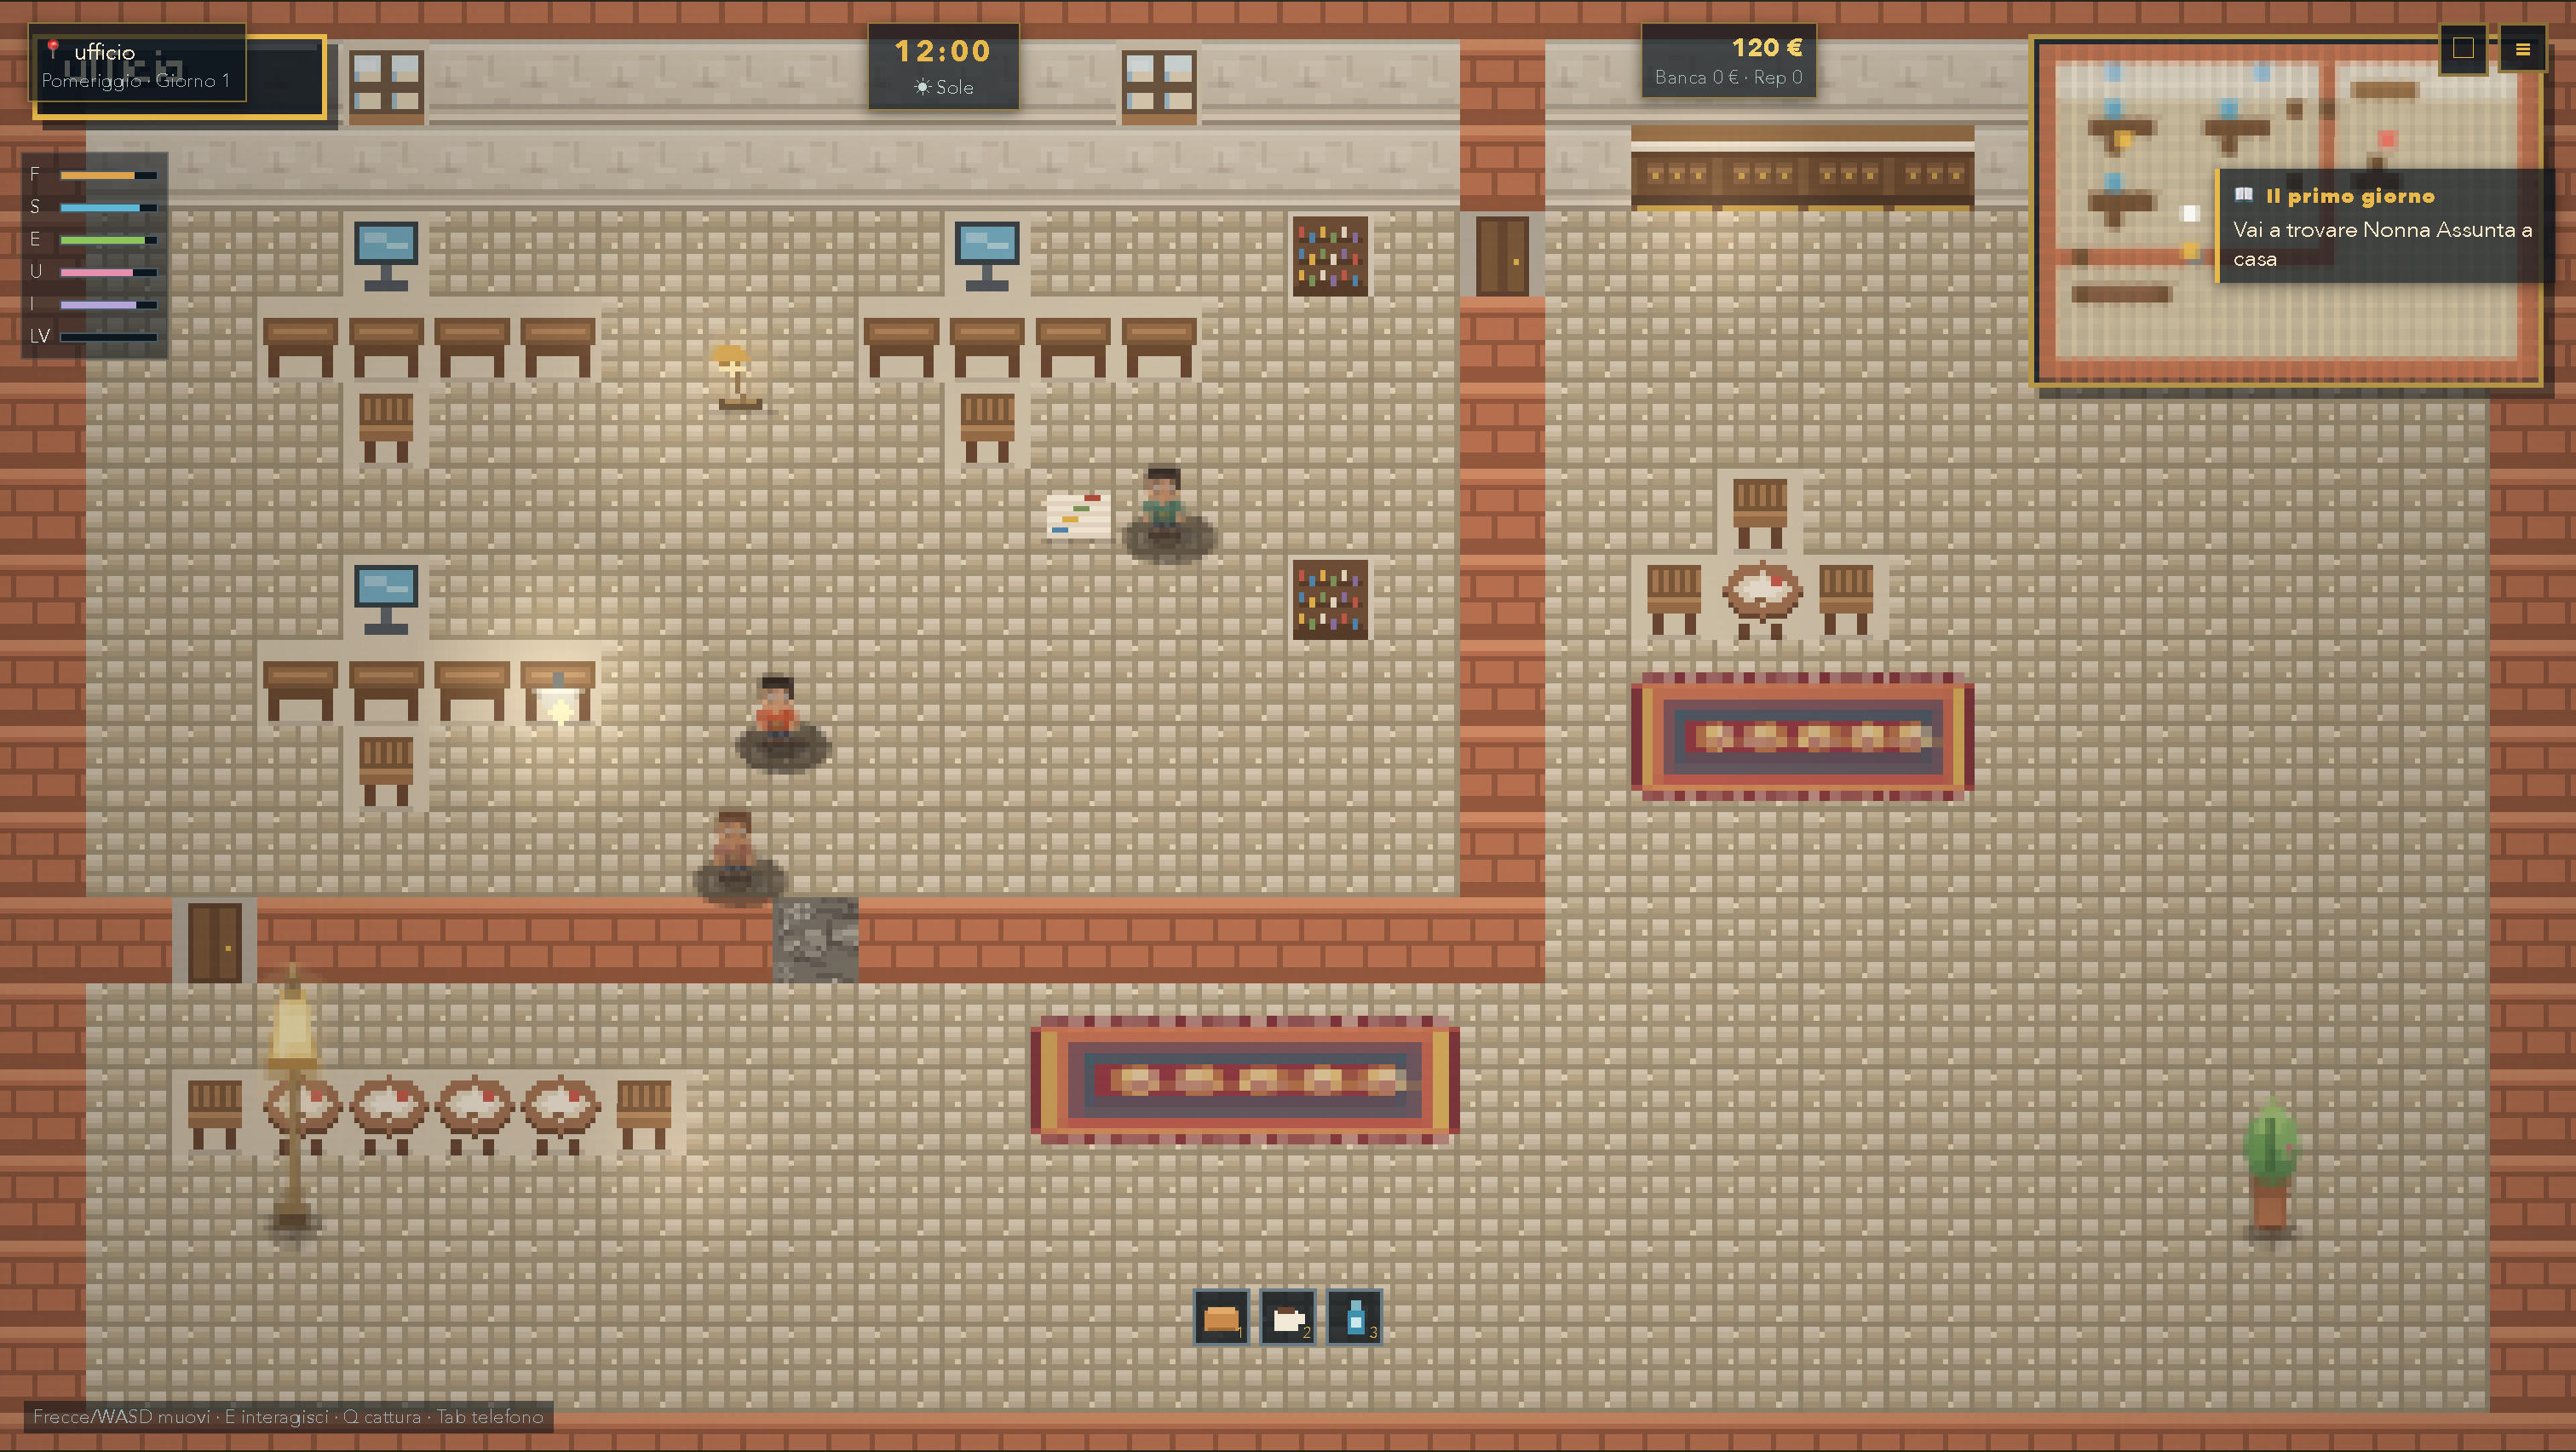 ufficio
Pomeriggio · Giorno 1
12:00
Sole
120 €
Banca 0 € · Rep 0
F
S
E
U
I
LV
Il primo giorno
Vai a trovare Nonna Assunta a
casa
1
2
3
Frecce/WASD muovi · E interagisci · Q cattura · Tab telefono